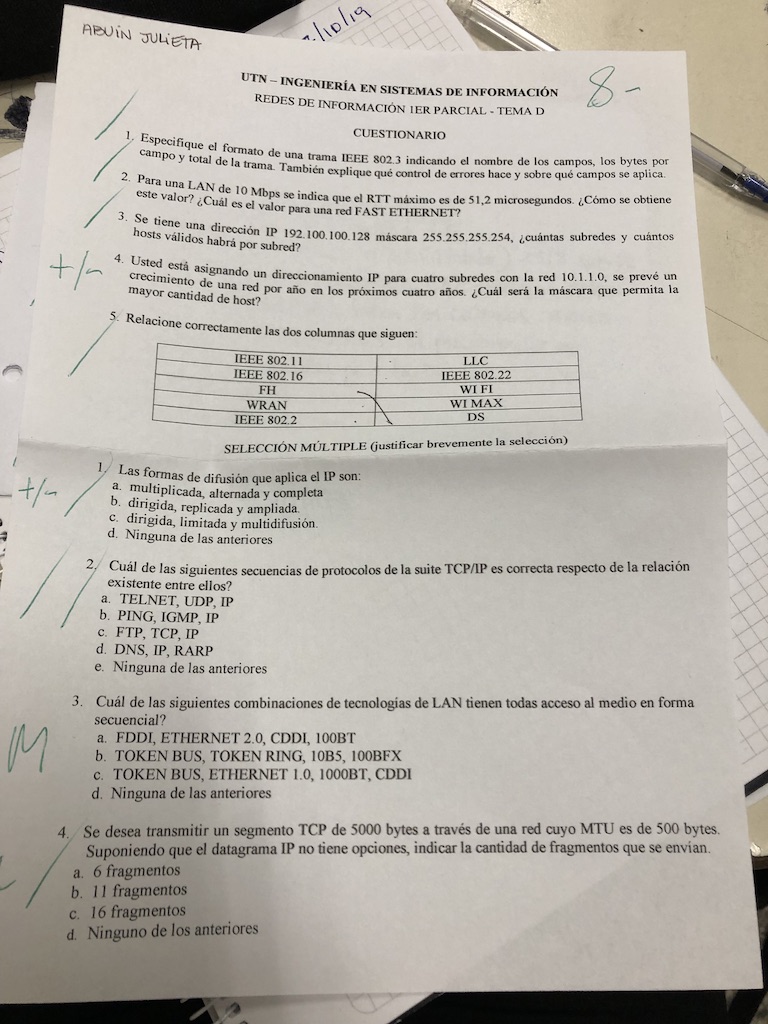 ABUIN JULIETA
/10/19
8-
UTN – INGENIERÍA EN SISTEMAS DE INFORMACIÓN
REDES DE INFORMACIÓN 1ER PARCIAL - TEMA D
CUESTIONARIO
1. Especifique el formato de una trama IEEE 802.3 indicando el nombre de los campos, los bytes por
campo y total de la trama. También explique qué control de errores hace y sobre qué campos se aplica.
2. Para una LAN de 10 Mbps se indica que el RTT máximo es de 51,2 microsegundos. ¿Cómo se obtiene
este valor? ¿Cuál es el valor para una red FAST ETHERNET?
3. Se tiene una dirección IP 192.100.100.128 máscara 255.255.255.254, ¿cuántas subredes y cuántos
hosts válidos habrá por subred?
+/-
4. Usted está asignando un direccionamiento IP para cuatro subredes con la red 10.1.1.0, se prevé un
crecimiento de una red por año en los próximos cuatro años. ¿Cuál será la máscara que permita la
mayor cantidad de host?
5. Relacione correctamente las dos columnas que siguen:
IEEE 802.11 LLC
IEEE 802.16 IEEE 802.22
FH WI FI
WRAN WI MAX
IEEE 802.2 DS
SELECCIÓN MÚLTIPLE (justificar brevemente la selección)
+/-
1. Las formas de difusión que aplica el IP son:
a. multiplicada, alternada y completa
b. dirigida, replicada y ampliada.
c. dirigida, limitada y multidifusión.
d. Ninguna de las anteriores
2. Cuál de las siguientes secuencias de protocolos de la suite TCP/IP es correcta respecto de la relación
existente entre ellos?
a. TELNET, UDP, IP
b. PING, IGMP, IP
c. FTP, TCP, IP
d. DNS, IP, RARP
e. Ninguna de las anteriores
M
3. Cuál de las siguientes combinaciones de tecnologías de LAN tienen todas acceso al medio en forma
secuencial?
a. FDDI, ETHERNET 2.0, CDDI, 100BT
b. TOKEN BUS, TOKEN RING, 10B5, 100BFX
c. TOKEN BUS, ETHERNET 1.0, 1000BT, CDDI
d. Ninguna de las anteriores
4. Se desea transmitir un segmento TCP de 5000 bytes a través de una red cuyo MTU es de 500 bytes.
Suponiendo que el datagrama IP no tiene opciones, indicar la cantidad de fragmentos que se envían.
a. 6 fragmentos
b. 11 fragmentos
c. 16 fragmentos
d. Ninguno de los anteriores